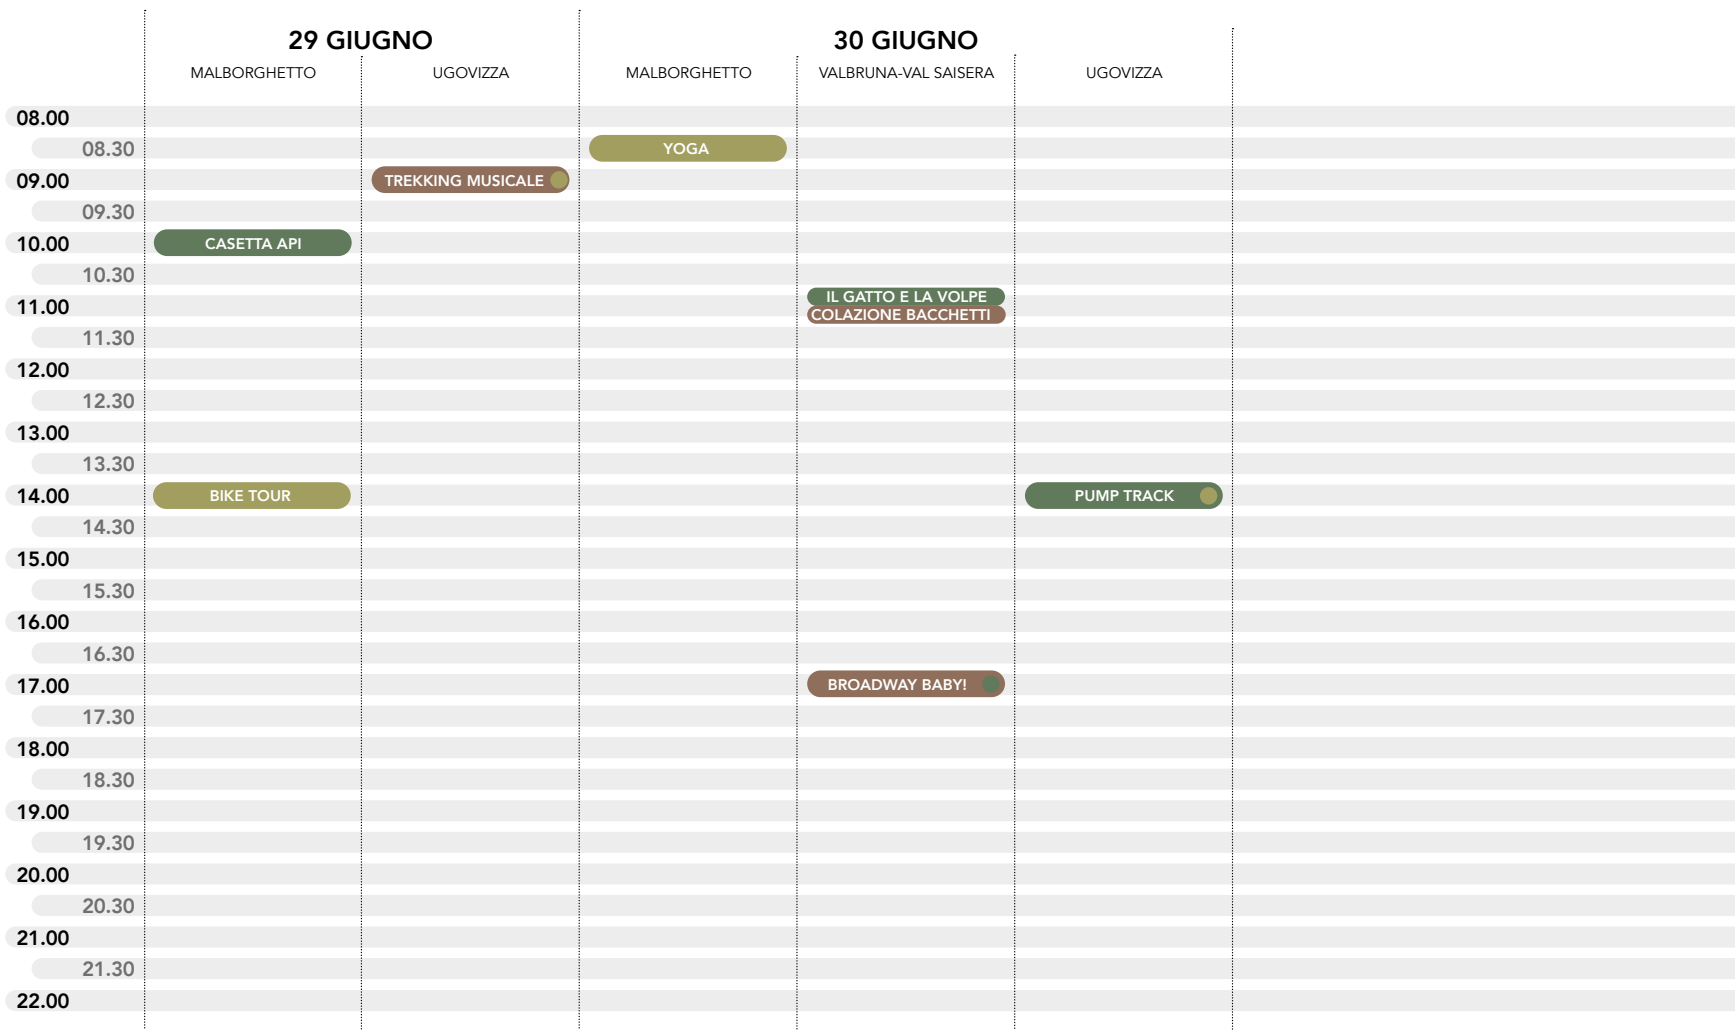 29 GIUGNO 30 GIUGNO
MALBORGHETTO UGOVIZZA MALBORGHETTO VALBRUNA-VAL SAISERA UGOVIZZA
08.00
08.30 YOGA
09.00 TREKKING MUSICALE
09.30
10.00 CASETTA API
10.30
IL GATTO E LA VOLPE
11.00
COLAZIONE BACCHETTI
11.30
12.00
12.30
13.00
13.30
14.00 BIKE TOUR PUMP TRACK
14.30
15.00
15.30
16.00
16.30
17.00 BROADWAY BABY!
17.30
18.00
18.30
19.00
19.30
20.00
20.30
21.00
21.30
22.00